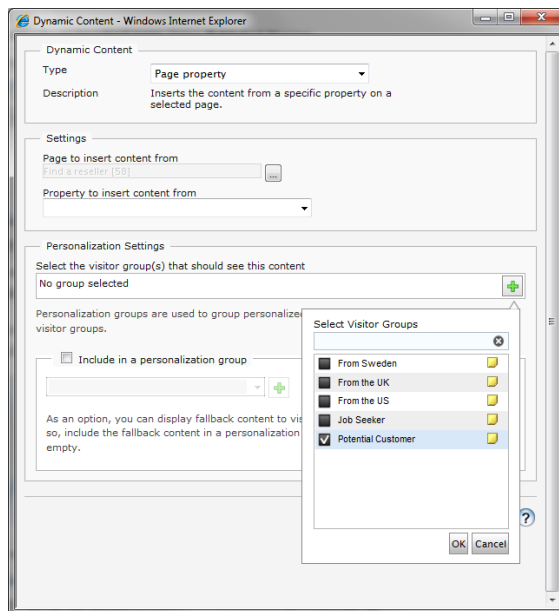 Dynamic Content - Windows Internet Explorer
Dynamic Content
Type
Page property
Description
Inserts the content from a specific property on a
selected page.
Settings
Page to insert content from
Find a reseller [58]
...
Property to insert content from
Personalization Settings
Select the visitor group(s) that should see this content
No group selected
Personalization groups are used to group personalized
visitor groups.
Select Visitor Groups
Include in a personalization group
From Sweden
From the UK
From the US
Job Seeker
Potential Customer
As an option, you can display fallback content to
so, include the fallback content in a personalization
empty.
?
OK Cancel